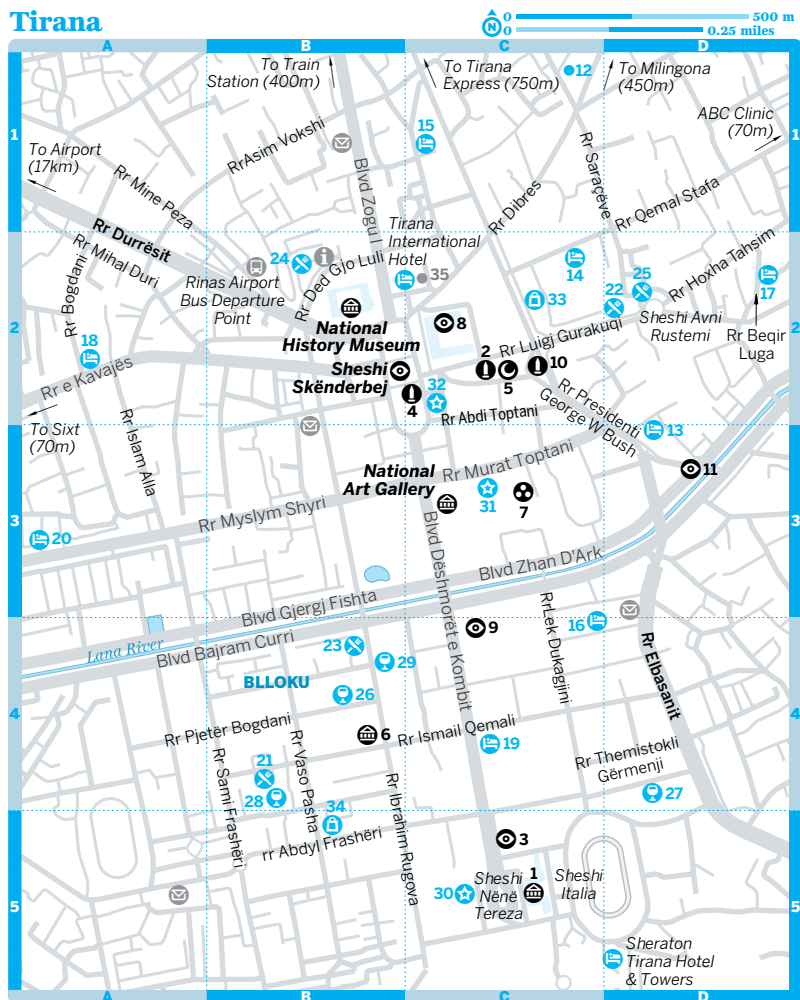 Tirana
N
0
500 m
0
0.25 miles
A
B
C
D
To Train
Station (400m)
To Tirana
Express (750m)
12
To Milingona
(450m)
ABC Clinic
(70m)
1
1
15
RrAsim Vokshi
To Airport
(17km)
Rr Mine Peza
Blvd Zogu I
Rr Saraçëve
Rr Dibres
Rr Qemal Stafa
Rr Durrësit
Rr Mihal Duri
Tirana
International
Hotel
35
Rr Hoxha Tahsim
24
Rr Ded Gjo Luli
14
25
17
Rinas Airport
Bus Departure
Point
33
22
Rr Bogdani
Sheshi Avni
Rustemi
Rr Beqir
Luga
2
2
National
History Museum
8
Rr Luigj Gurakuqi
18
Sheshi
Skënderbej
2
5
10
Rr e Kavajës
32
4
Rr Abdi Toptani
Rr Presidenti
George W Bush
13
To Sixt
(70m)
Rr Islam Alla
11
National
Art Gallery
Rr Murat Toptani
31
7
3
3
Rr Myslym Shyri
20
Blvd Dëshmorët e Kombit
Blvd Zhan D'Ark
Blvd Gjergj Fishta
RrLek Dukagjini
16
9
Lana River
Blvd Bajram Curri
23
29
Rr Elbasanit
BLLOKU
26
4
4
Rr Pjetër Bogdani
6
Rr Ismail Qemali
19
Rr Themistokli
Gërmenji
21
28
Rr Sami Frashëri
Rr Vaso Pasha
Rr Ibrahim Rugova
27
34
rr Abdyl Frashëri
3
5
5
30
Sheshi
Nënë
Tereza
1
Sheshi
Italia
Sheraton
Tirana Hotel
& Towers
A
B
C
D